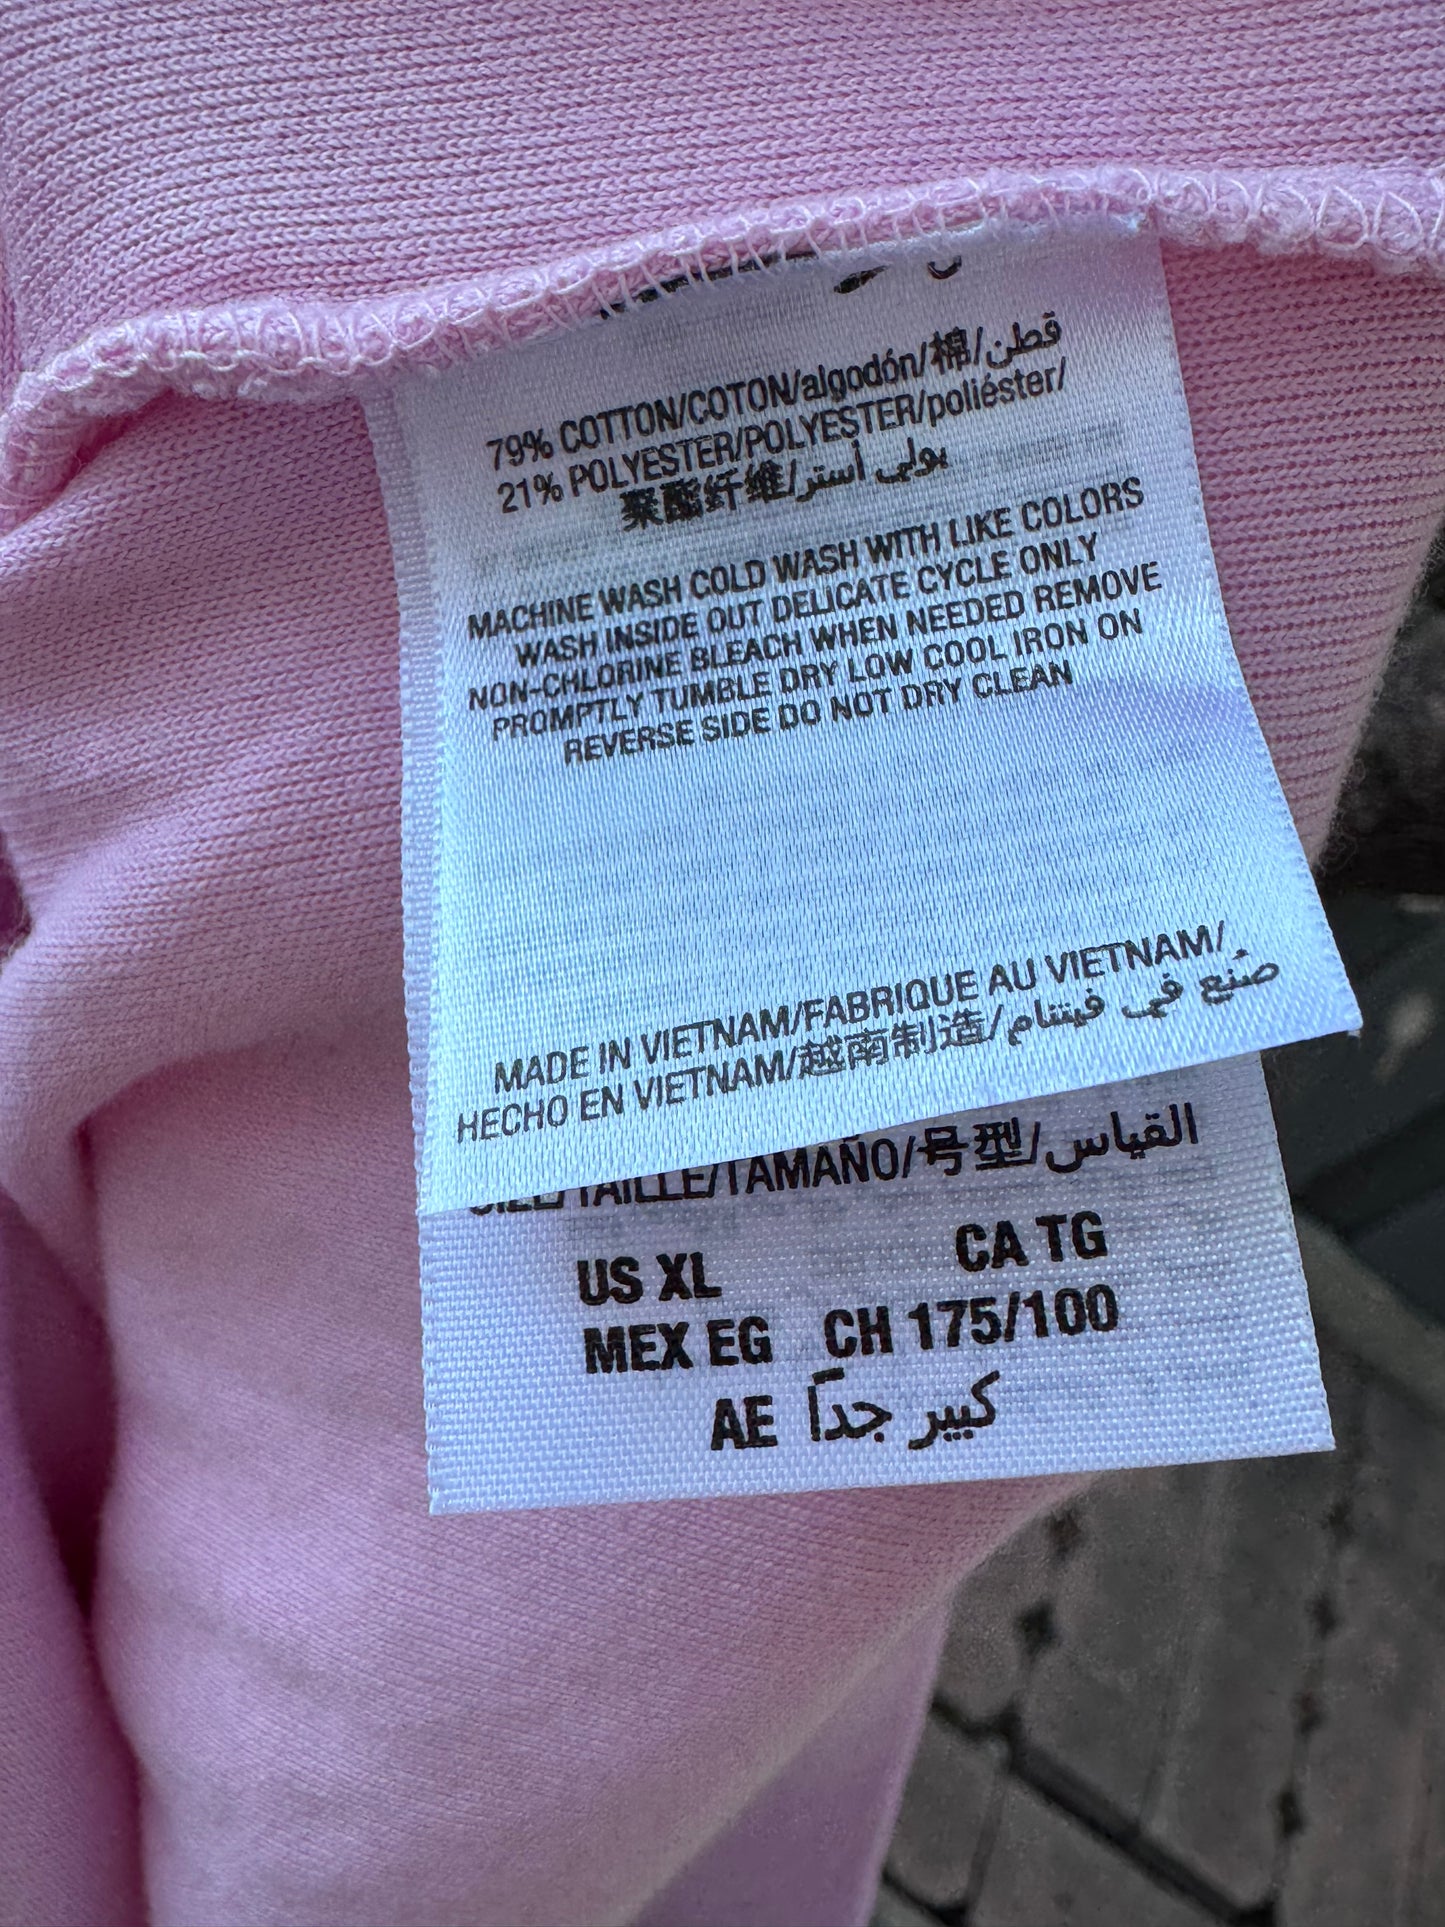 79% COTTON/COTON/algodón/棉/قطن
21% POLYESTER/POLYESTER/poliéster/
聚酯纤维/بولي أستر
MACHINE WASH COLD WASH WITH LIKE COLORS
WASH INSIDE OUT DELICATE CYCLE ONLY
NON-CHLORINE BLEACH WHEN NEEDED REMOVE
PROMPTLY TUMBLE DRY LOW COOL IRON ON
REVERSE SIDE DO NOT DRY CLEAN
MADE IN VIETNAM/FABRIQUE AU VIETNAM/
HECHO EN VIETNAM/越南制造/صُنع في فيتنام
SIZE/TAILLE/TAMAÑO/号型/القياس
US XL CA TG
MEX EG CH 175/100
AE كبير جداً